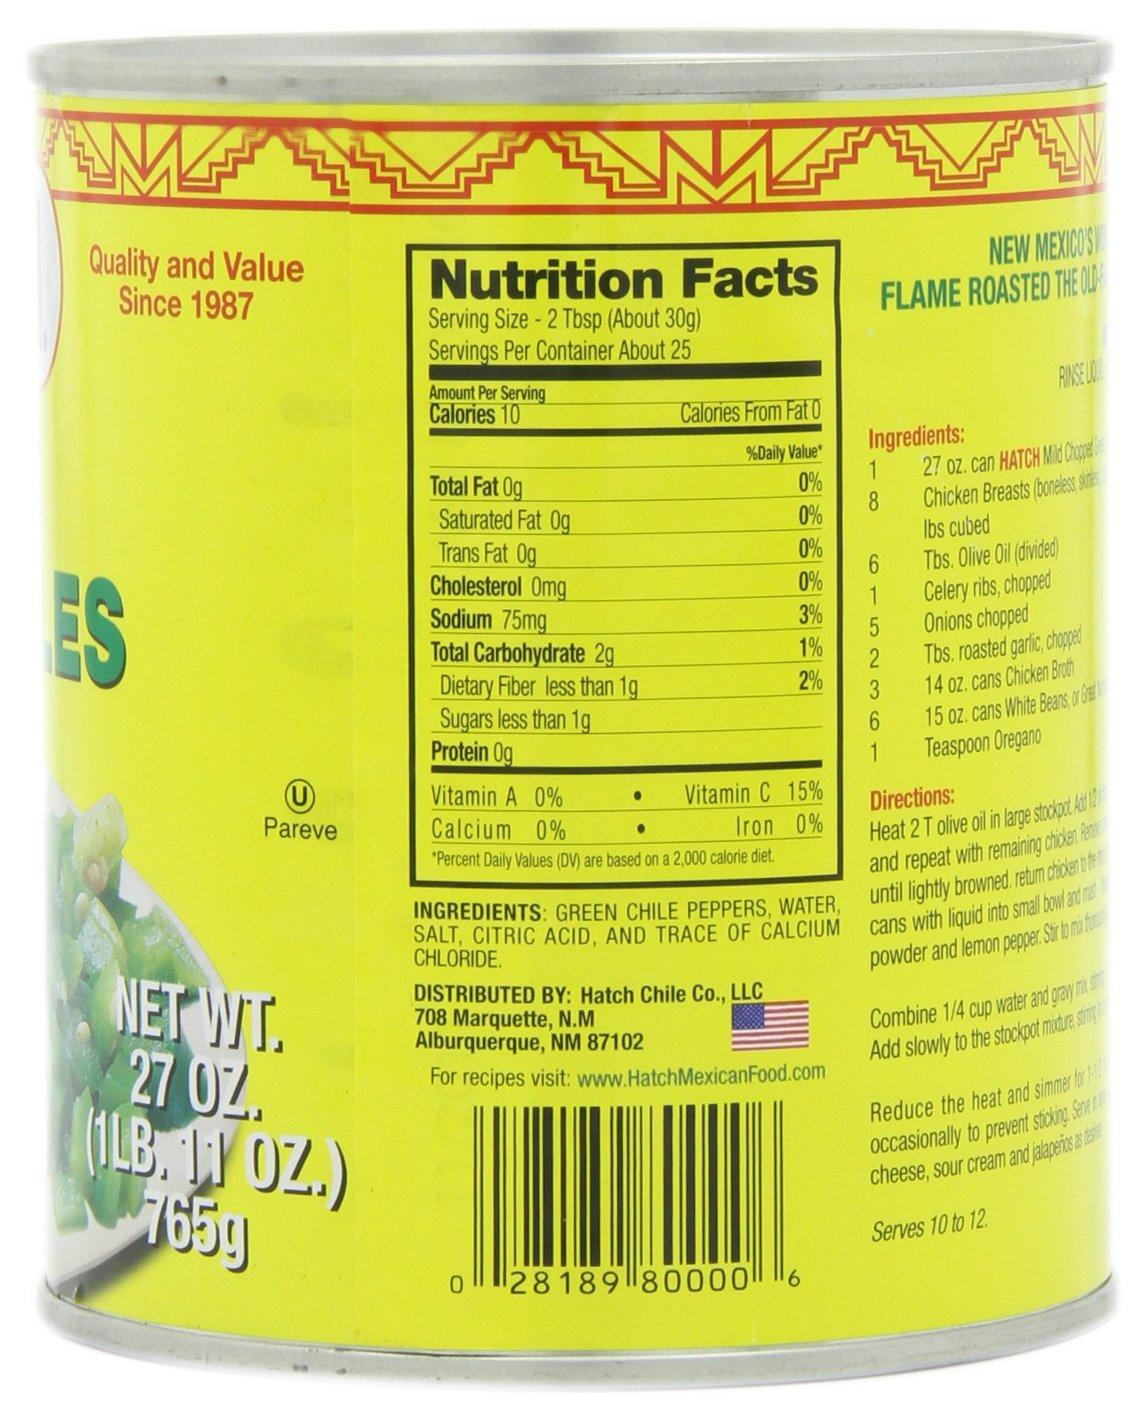 Quality and Value
Since 1987
LES
U
Pareve
NET WT.
27 OZ.
(1LB. 11 OZ.)
765g
Nutrition Facts
Serving Size - 2 Tbsp (About 30g)
Servings Per Container About 25
Amount Per Serving
Calories 10 Calories From Fat 0
%Daily Value*
Total Fat 0g 0%
Saturated Fat 0g 0%
Trans Fat 0g 0%
Cholesterol 0mg 0%
Sodium 75mg 3%
Total Carbohydrate 2g 1%
Dietary Fiber less than 1g 2%
Sugars less than 1g
Protein 0g
Vitamin A 0% • Vitamin C 15%
Calcium 0% • Iron 0%
*Percent Daily Values (DV) are based on a 2,000 calorie diet.
INGREDIENTS: GREEN CHILE PEPPERS, WATER,
SALT, CITRIC ACID, AND TRACE OF CALCIUM
CHLORIDE.
DISTRIBUTED BY: Hatch Chile Co., LLC
708 Marquette, N.M
Alburquerque, NM 87102
For recipes visit: www.HatchMexicanFood.com
0 28189 80000 6
NEW MEXICO'S
FLAME ROASTED THE OLD-
RINSE
Ingredients:
1 27 oz. can HATCH Mild Chopped
8 Chicken Breasts (boneless,
lbs cubed
6 Tbs. Olive Oil (divided)
1 Celery ribs, chopped
5 Onions chopped
2 Tbs. roasted garlic, chopped
3 14 oz. cans Chicken Broth
6 15 oz. cans White Beans, or
1 Teaspoon Oregano
Directions:
Heat 2 T olive oil in large stockpot. Add 1/2
and repeat with remaining chicken.
until lightly browned. return chicken to the
cans with liquid into small bowl and mash
powder and lemon pepper. Stir to mix
Combine 1/4 cup water and gravy mix,
Add slowly to the stockpot mixture, stirring
Reduce the heat and simmer for
occasionally to prevent sticking. Serve in
cheese, sour cream and jalapeños as desired
Serves 10 to 12.